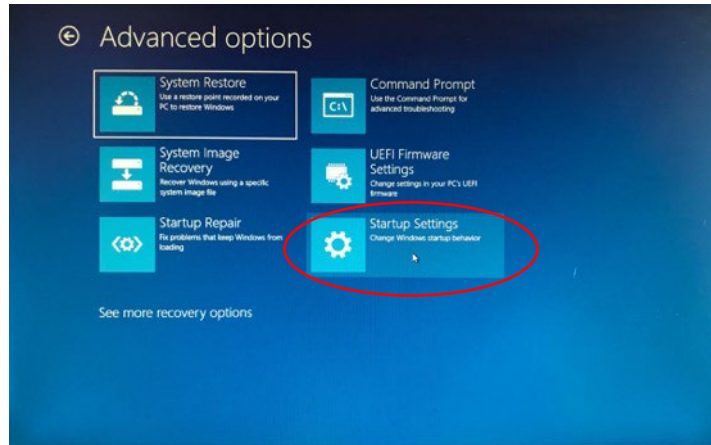 Advanced options
System Restore
Use a restore point recorded on your
PC to restore Windows
Command Prompt
Use the Command Prompt for
advanced troubleshooting
C:\
System Image
Recovery
Recover Windows using a specific
system image file
UEFI Firmware
Settings
Change settings in your PC's UEFI
firmware
Startup Repair
Fix problems that keep Windows from
loading
Startup Settings
Change Windows startup behavior
See more recovery options